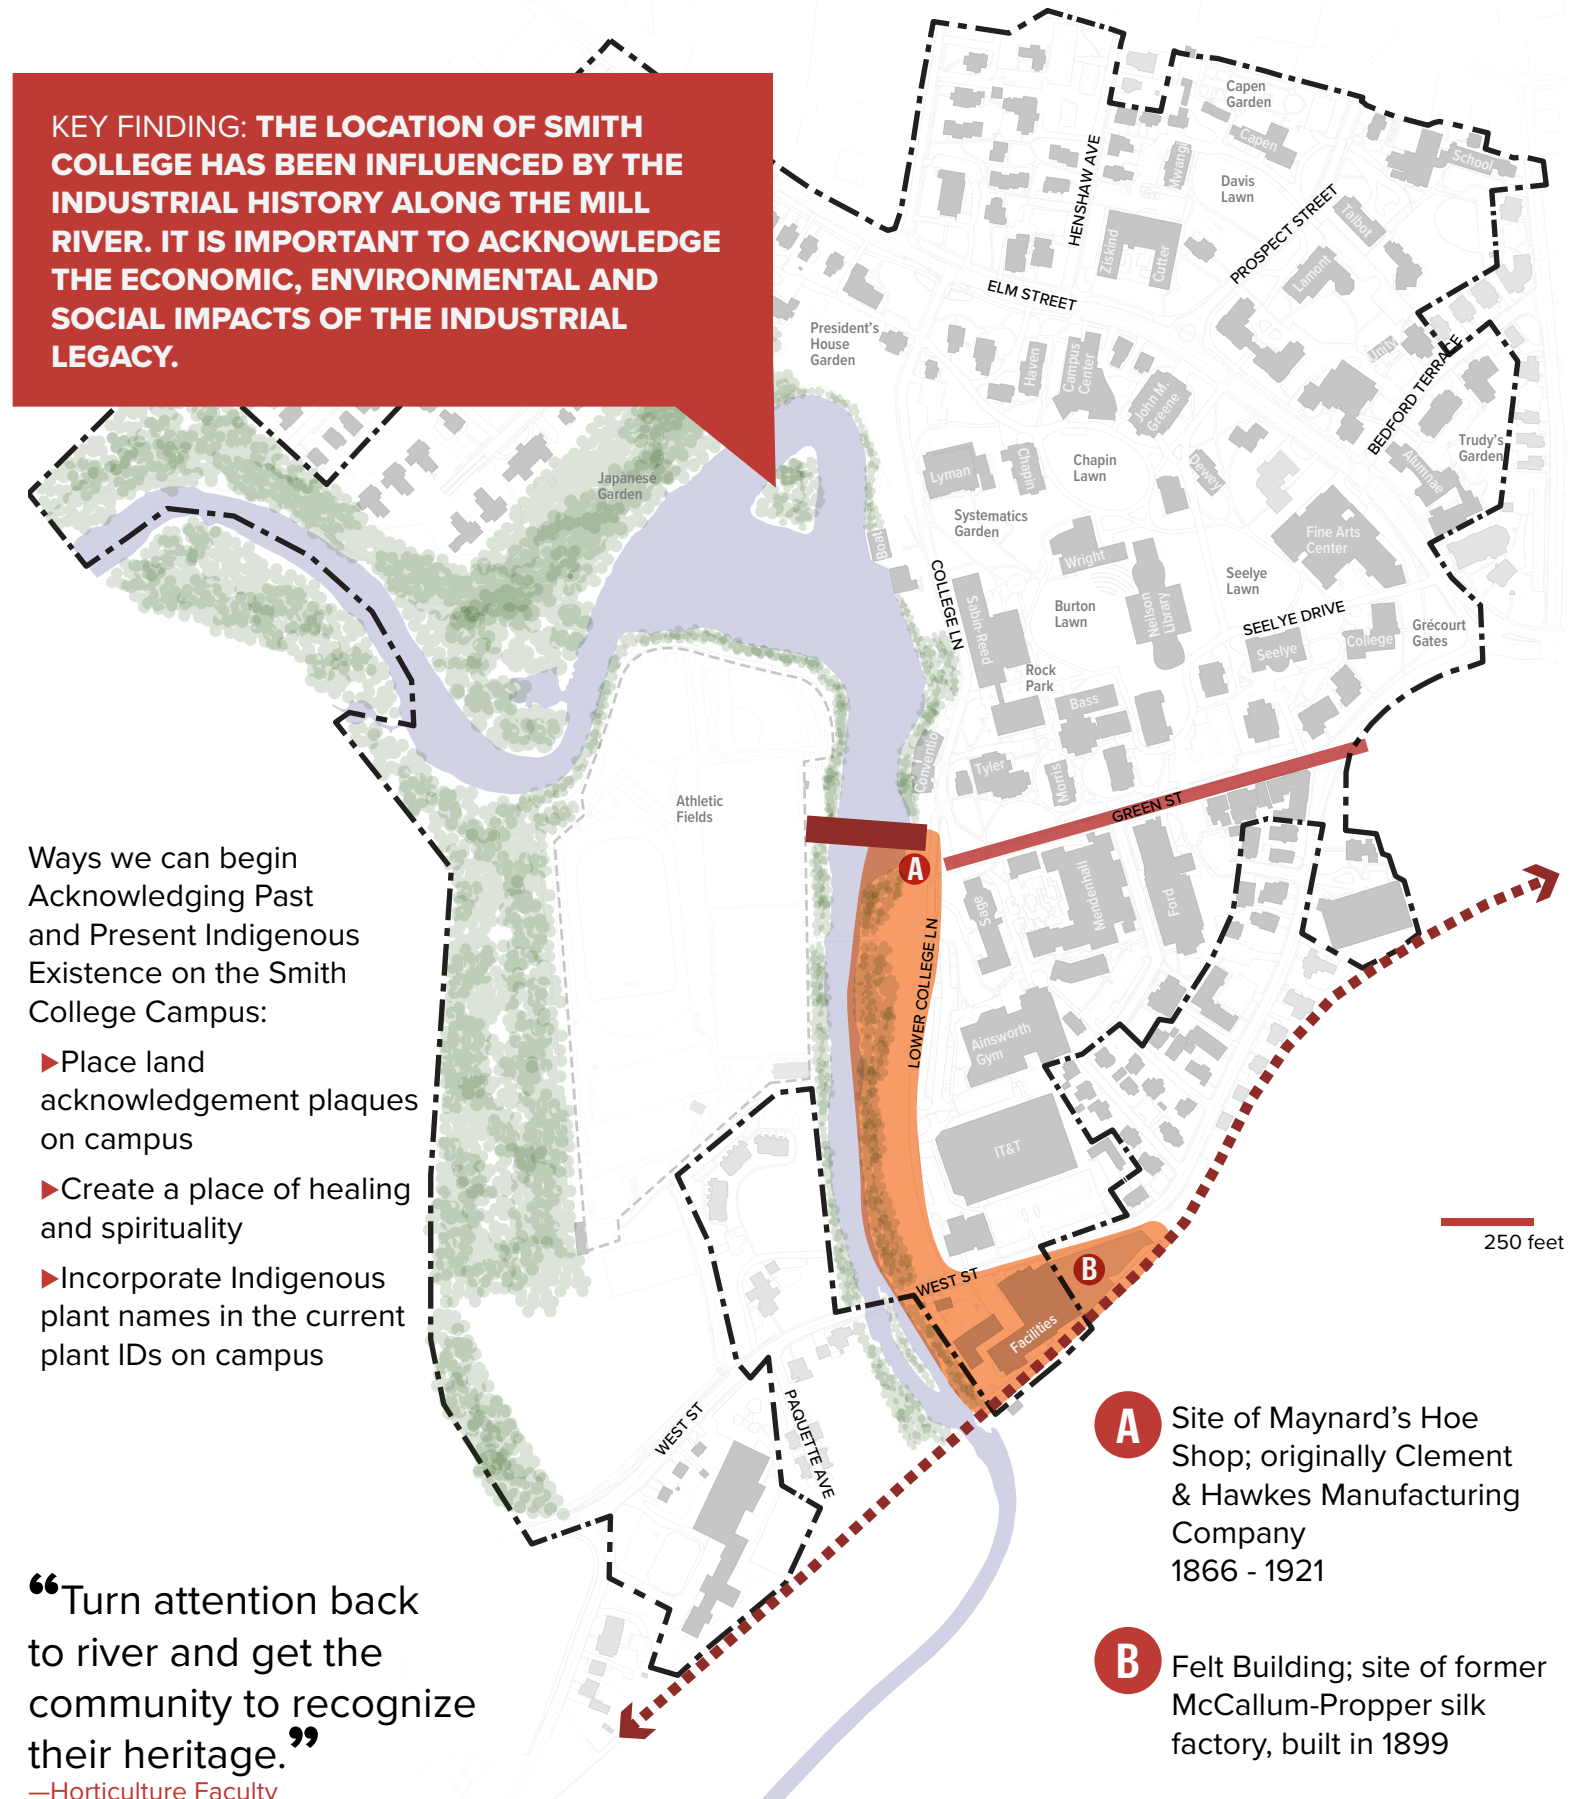 KEY FINDING: THE LOCATION OF SMITH
COLLEGE HAS BEEN INFLUENCED BY THE
INDUSTRIAL HISTORY ALONG THE MILL
RIVER. IT IS IMPORTANT TO ACKNOWLEDGE
THE ECONOMIC, ENVIRONMENTAL AND
SOCIAL IMPACTS OF THE INDUSTRIAL
LEGACY.
Capen
Garden
Capen
School
Mwangi
HENSHAW AVE
Davis
Lawn
PROSPECT STREET
Talbot
Ziskind
Cutter
Lamont
ELM STREET
President's
House
Garden
Haven
Campus
Center
John M.
Greene
Unity
BEDFORD TERRACE
Trudy's
Garden
Alumnae
Japanese
Garden
Lyman
Chapin
Chapin
Lawn
Dewey
Systematics
Garden
Fine Arts
Center
Boat
Wright
COLLEGE LN
Sabin-Reed
Burton
Lawn
Neilson
Library
Seelye
Lawn
SEELYE DRIVE
Seelye
College
Grécourt
Gates
Rock
Park
Bass
Conventio
Tyler
Morris
Athletic
Fields
GREEN ST
A
Sage
Mendenhall
Ford
LOWER COLLEGE LN
Ainsworth
Gym
IT&T
WEST ST
B
Facilities
250 feet
WEST ST
PAQUETTE AVE
Ways we can begin
Acknowledging Past
and Present Indigenous
Existence on the Smith
College Campus:
▶Place land
acknowledgement plaques
on campus
▶Create a place of healing
and spirituality
▶Incorporate Indigenous
plant names in the current
plant IDs on campus
“Turn attention back
to river and get the
community to recognize
their heritage.”
—Horticulture Faculty
A
Site of Maynard's Hoe
Shop; originally Clement
& Hawkes Manufacturing
Company
1866 - 1921
B
Felt Building; site of former
McCallum-Propper silk
factory, built in 1899